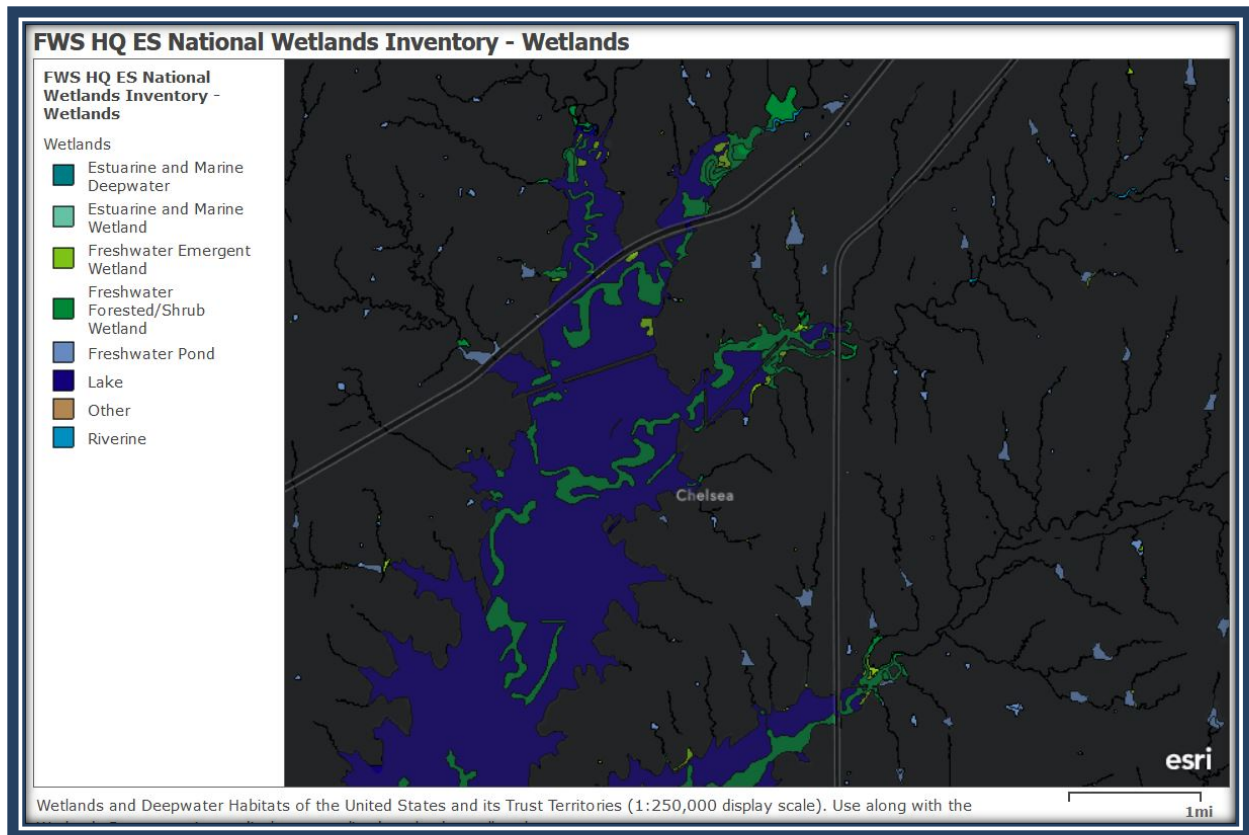 FWS HQ ES National Wetlands Inventory - Wetlands
FWS HQ ES National
Wetlands Inventory -
Wetlands
Wetlands
Estuarine and Marine
Deepwater
Estuarine and Marine
Wetland
Freshwater Emergent
Wetland
Freshwater
Forested/Shrub
Wetland
Freshwater Pond
Lake
Other
Riverine
Chelsea
esri
Wetlands and Deepwater Habitats of the United States and its Trust Territories (1:250,000 display scale). Use along with the
1mi